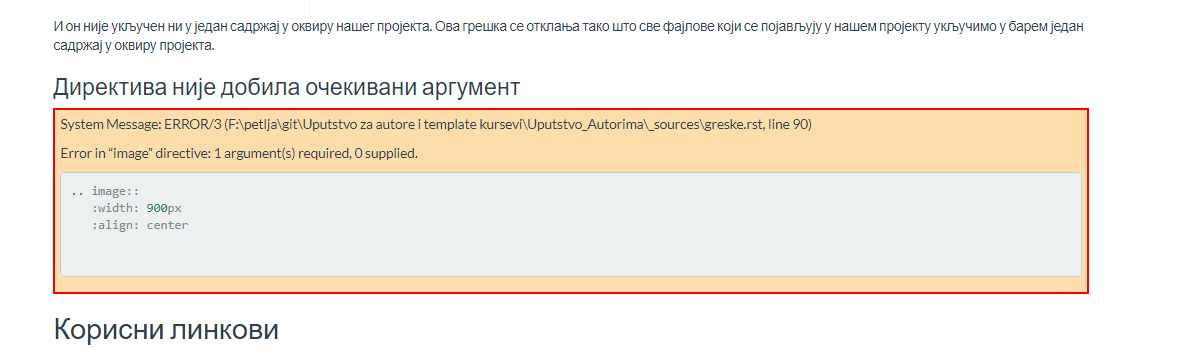 И он није укључен ни у један садржај у оквиру нашег пројекта. Ова грешка се отклања тако што све фајлове који се појављују у нашем пројекту укључимо у барем један
садржај у оквиру пројекта.
Директива није добила очекивани аргумент
System Message: ERROR/3 (F:\petlja\git\Uputstvo za autore i template kursevi\Uputstvo_Autorima\_sources\greske.rst, line 90)
Error in “image” directive: 1 argument(s) required, 0 supplied.
.. image::
   :width: 900px
   :align: center
Корисни линкови